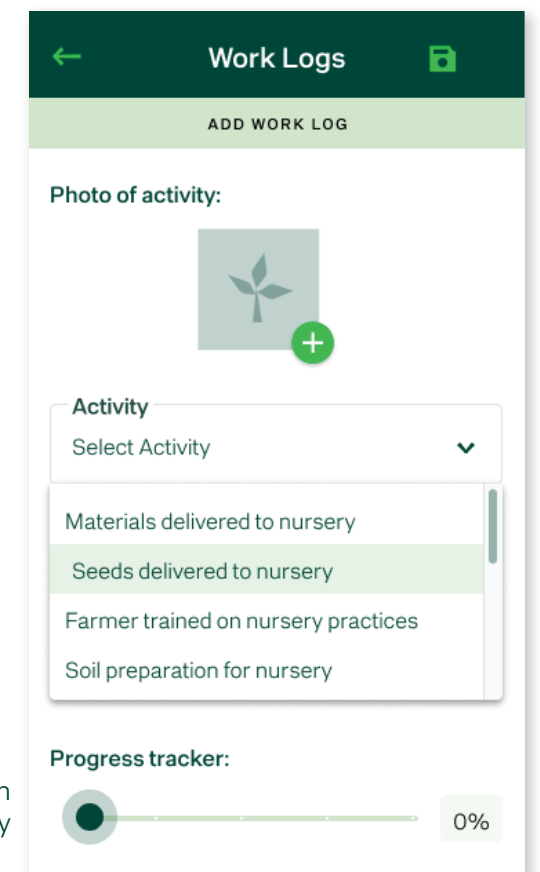 Work Logs
ADD WORK LOG
Photo of activity:
Activity
Select Activity
Materials delivered to nursery
Seeds delivered to nursery
Farmer trained on nursery practices
Soil preparation for nursery
Progress tracker:
0%